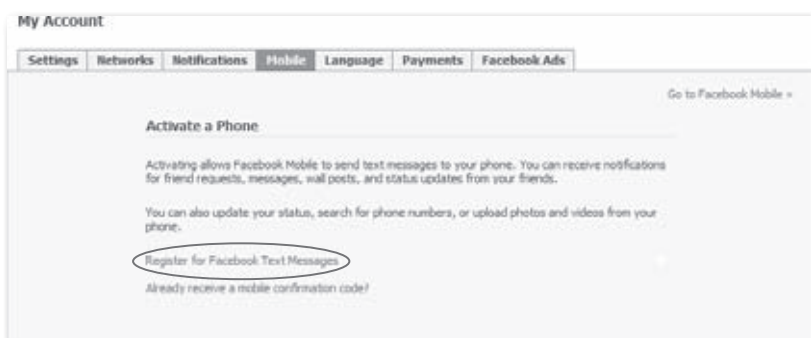 My Account
Settings Networks Notifications Mobile Language Payments Facebook Ads
Go to Facebook Mobile »
Activate a Phone
Activating allows Facebook Mobile to send text messages to your phone. You can receive notifications
for friend requests, messages, wall posts, and status updates from your friends.
You can also update your status, search for phone numbers, or upload photos and videos from your
phone.
Register for Facebook Text Messages
Already receive a mobile confirmation code?